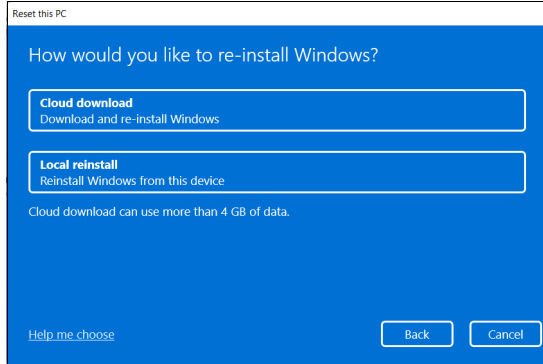 Reset this PC
How would you like to re-install Windows?
Cloud download
Download and re-install Windows
Local reinstall
Reinstall Windows from this device
Cloud download can use more than 4 GB of data.
Help me choose
Back
Cancel